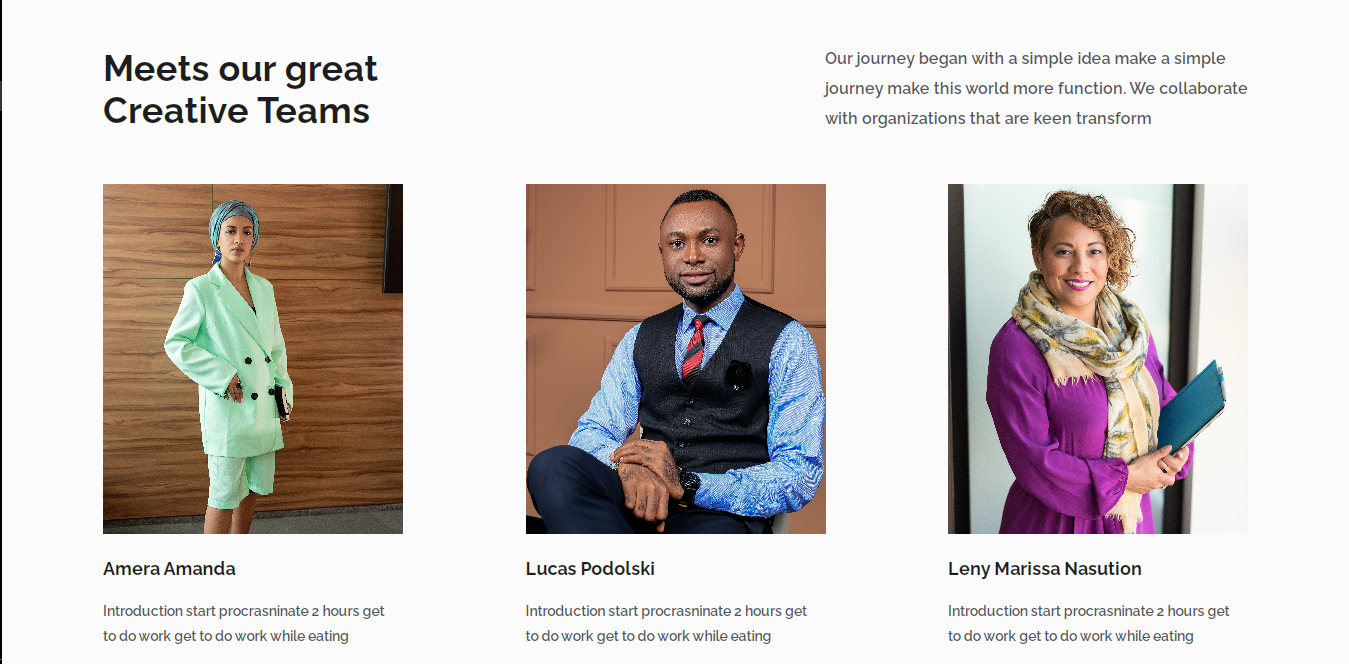 Meets our great
Creative Teams
Our journey began with a simple idea make a simple
journey make this world more function. We collaborate
with organizations that are keen transform
Amera Amanda
Introduction start procrasninate 2 hours get
to do work get to do work while eating
Lucas Podolski
Introduction start procrasninate 2 hours get
to do work get to do work while eating
Leny Marissa Nasution
Introduction start procrasninate 2 hours get
to do work get to do work while eating